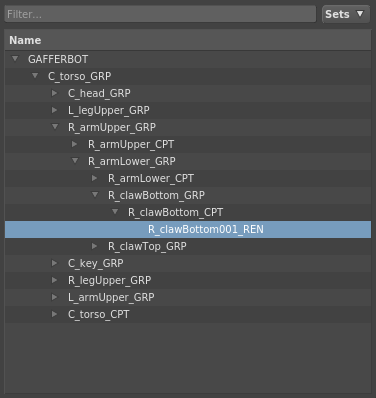 Filter...
Sets
Name
GAFFERBOT
C_torso_GRP
C_head_GRP
L_legUpper_GRP
R_armUpper_GRP
R_armUpper_CPT
R_armLower_GRP
R_armLower_CPT
R_clawBottom_GRP
R_clawBottom_CPT
R_clawBottom001_REN
R_clawTop_GRP
C_key_GRP
R_legUpper_GRP
L_armUpper_GRP
C_torso_CPT